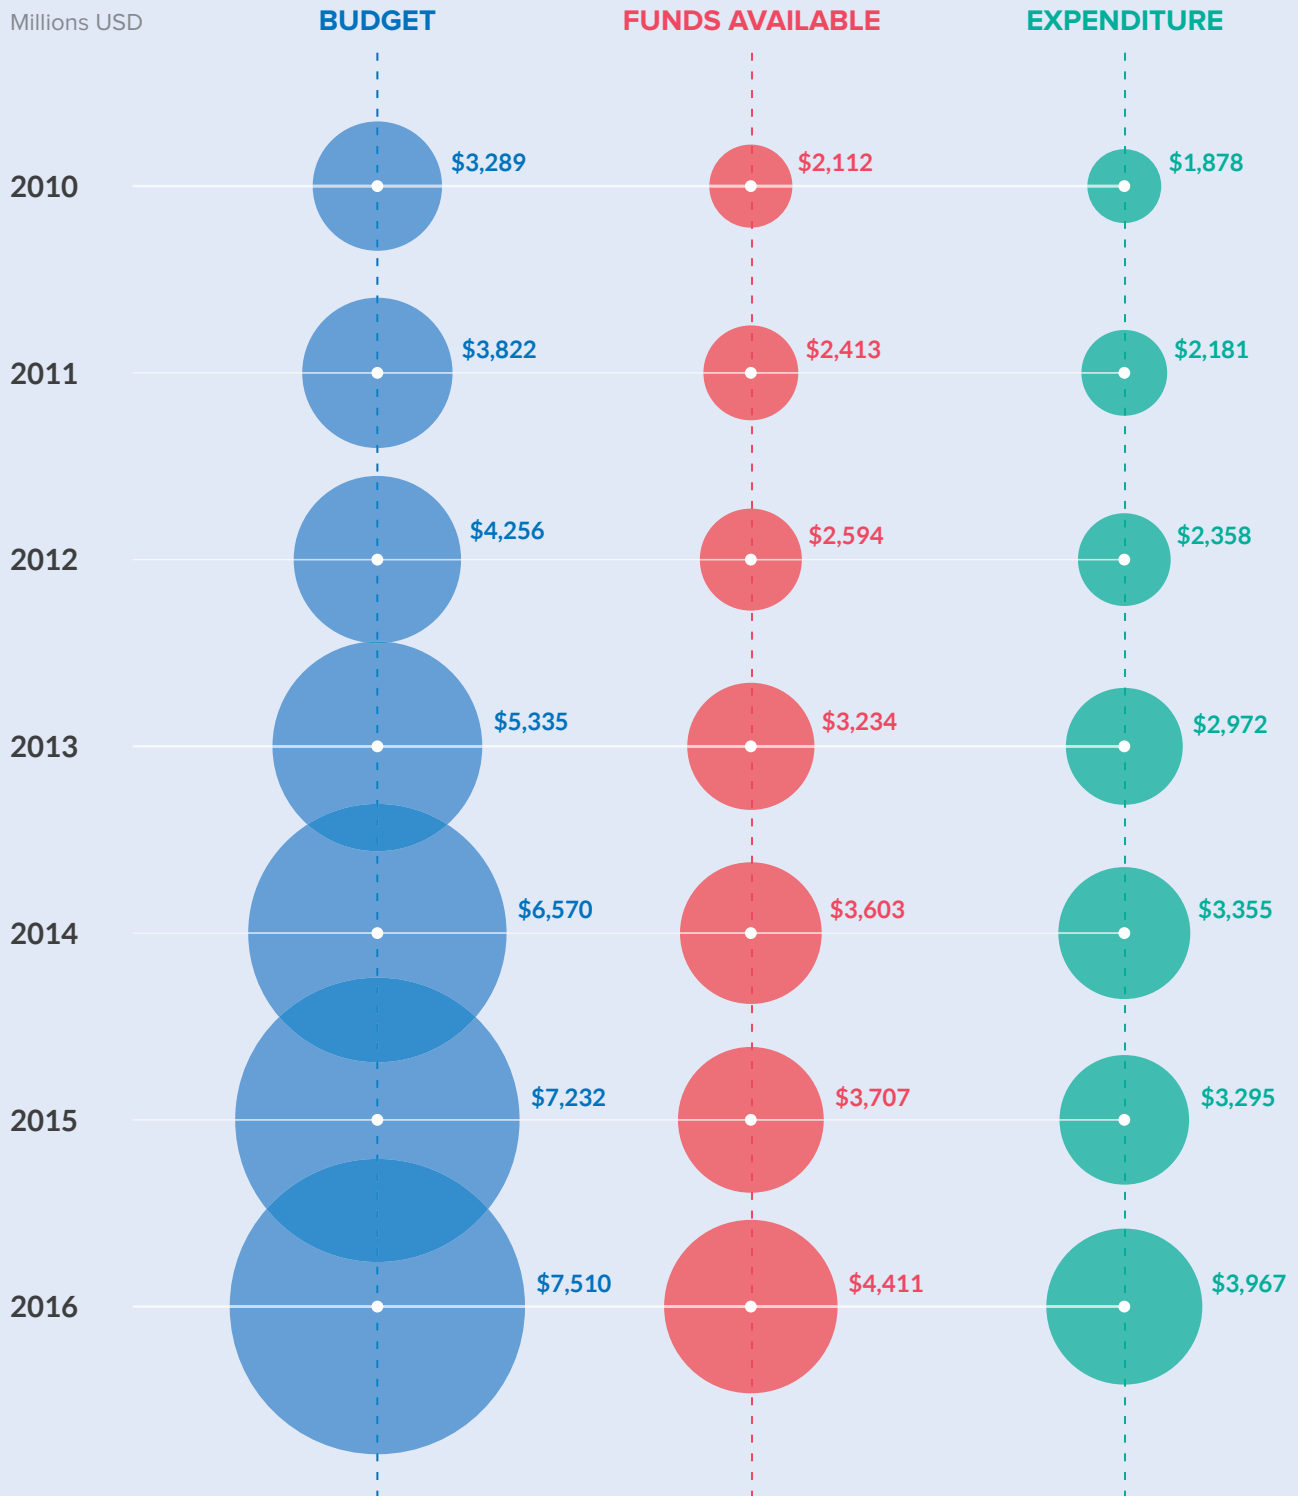 Millions USD BUDGET FUNDS AVAILABLE EXPENDITURE
2010 $3,289 $2,112 $1,878
2011 $3,822 $2,413 $2,181
2012 $4,256 $2,594 $2,358
2013 $5,335 $3,234 $2,972
2014 $6,570 $3,603 $3,355
2015 $7,232 $3,707 $3,295
2016 $7,510 $4,411 $3,967